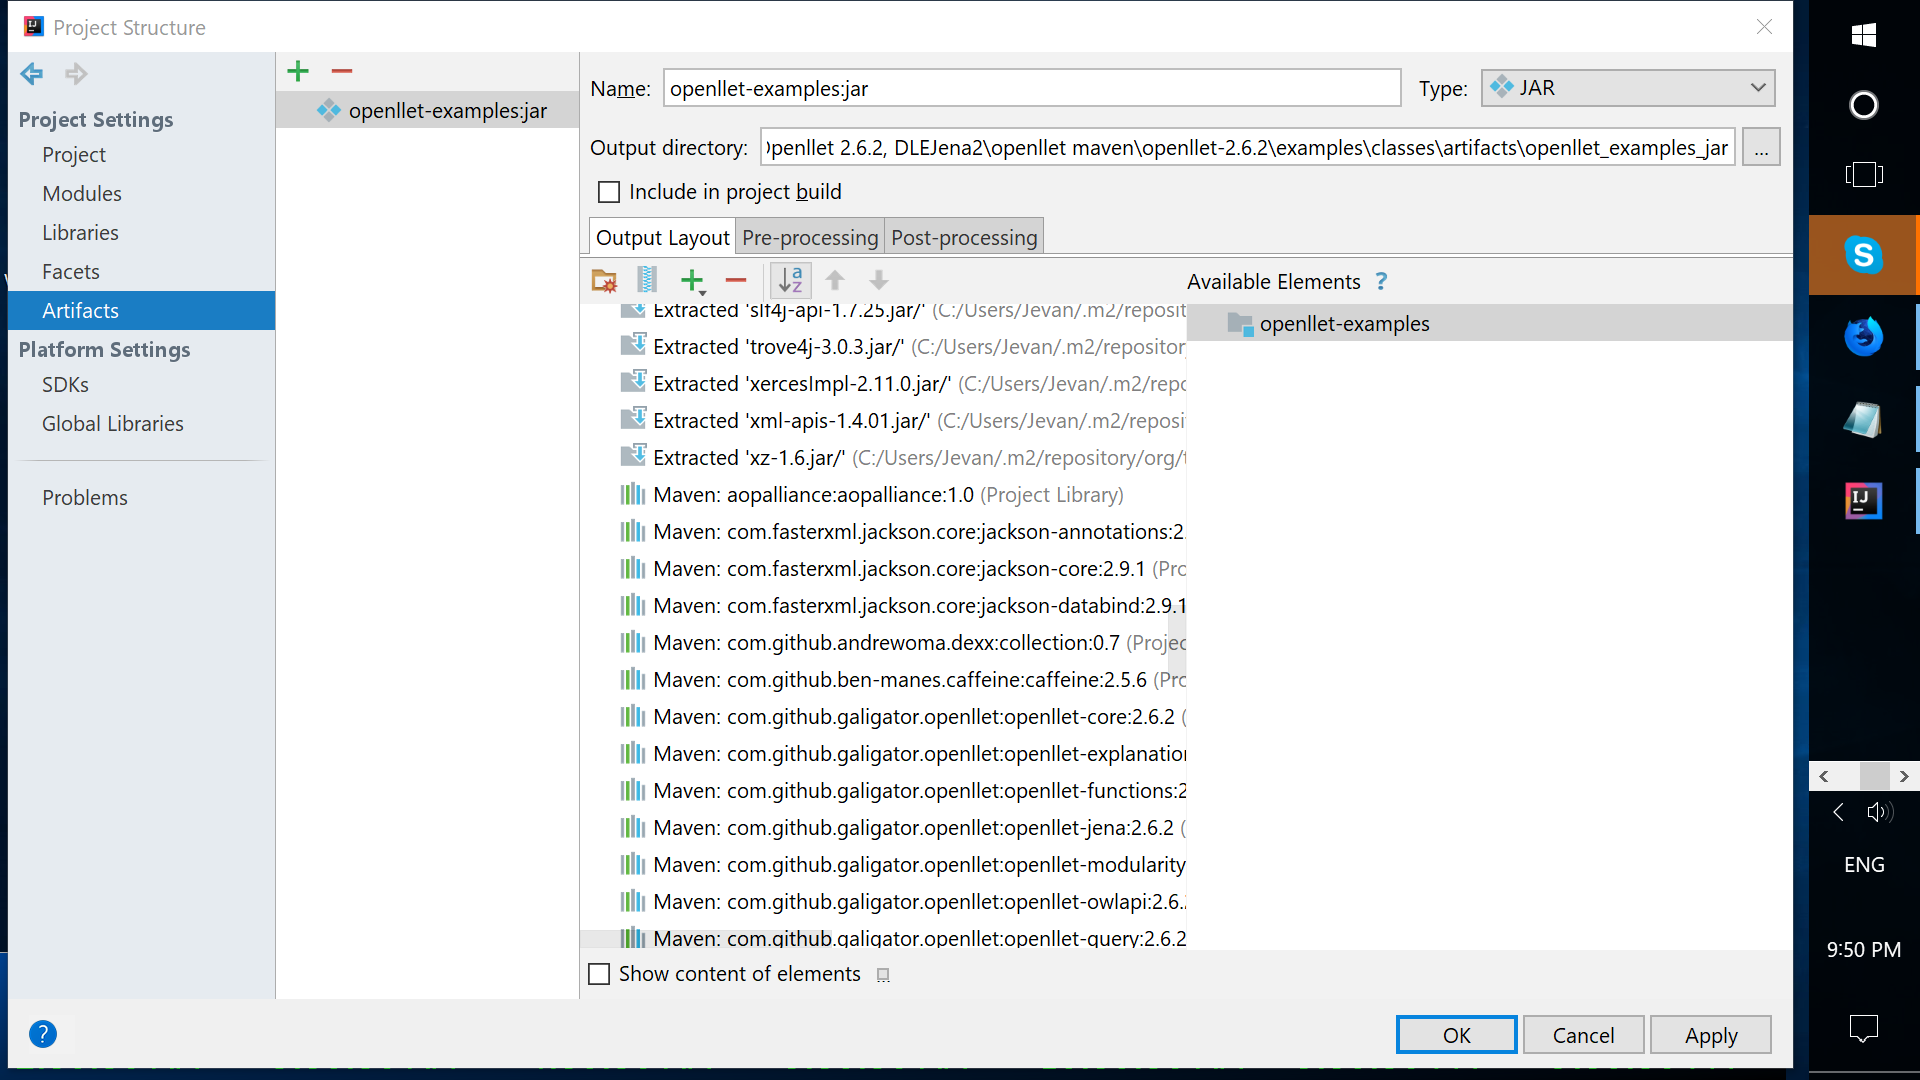 Project Structure
Project Settings
Project
Modules
Libraries
Facets
Artifacts
Platform Settings
SDKs
Global Libraries
Problems
openllet-examples:jar
Name: openllet-examples:jar
Type: JAR
Output directory: Openllet 2.6.2, DLEJena2\openllet maven\openllet-2.6.2\examples\classes\artifacts\openllet_examples_jar ...
Include in project build
Output Layout Pre-processing Post-processing
Available Elements ?
Extracted 'slf4j-api-1.7.25.jar/' (C:/Users/Jevan/.m2/reposit
Extracted 'trove4j-3.0.3.jar/' (C:/Users/Jevan/.m2/repositor
Extracted 'xercesImpl-2.11.0.jar/' (C:/Users/Jevan/.m2/repo
Extracted 'xml-apis-1.4.01.jar/' (C:/Users/Jevan/.m2/reposi
Extracted 'xz-1.6.jar/' (C:/Users/Jevan/.m2/repository/org/t
Maven: aopalliance:aopalliance:1.0 (Project Library)
Maven: com.fasterxml.jackson.core:jackson-annotations:2.
Maven: com.fasterxml.jackson.core:jackson-core:2.9.1 (Pro
Maven: com.fasterxml.jackson.core:jackson-databind:2.9.1
Maven: com.github.andrewoma.dexx:collection:0.7 (Projec
Maven: com.github.ben-manes.caffeine:caffeine:2.5.6 (Pro
Maven: com.github.galigator.openllet:openllet-core:2.6.2 (
Maven: com.github.galigator.openllet:openllet-explanation
Maven: com.github.galigator.openllet:openllet-functions:2
Maven: com.github.galigator.openllet:openllet-jena:2.6.2 (
Maven: com.github.galigator.openllet:openllet-modularity
Maven: com.github.galigator.openllet:openllet-owlapi:2.6.2
Maven: com.github.galigator.openllet:openllet-query:2.6.2
openllet-examples
Show content of elements
?
OK Cancel Apply
ENG
9:50 PM